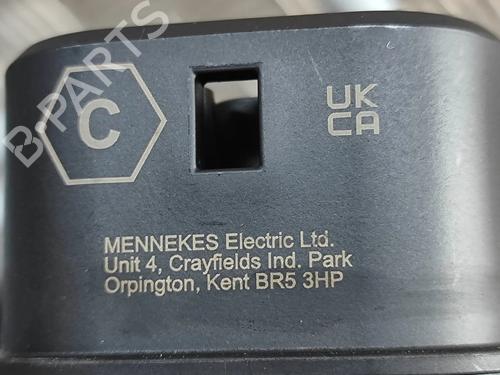 B-PARTS
C
UK
CA
MENNEKES Electric Ltd.
Unit 4, Crayfields Ind. Park
Orpington, Kent BR5 3HP